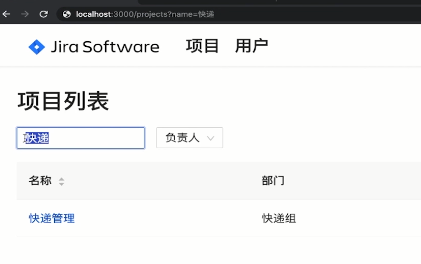 localhost:3000/projects?name=快递
Jira Software 项目 用户
项目列表
快递 负责人
名称 部门
快递管理 快递组